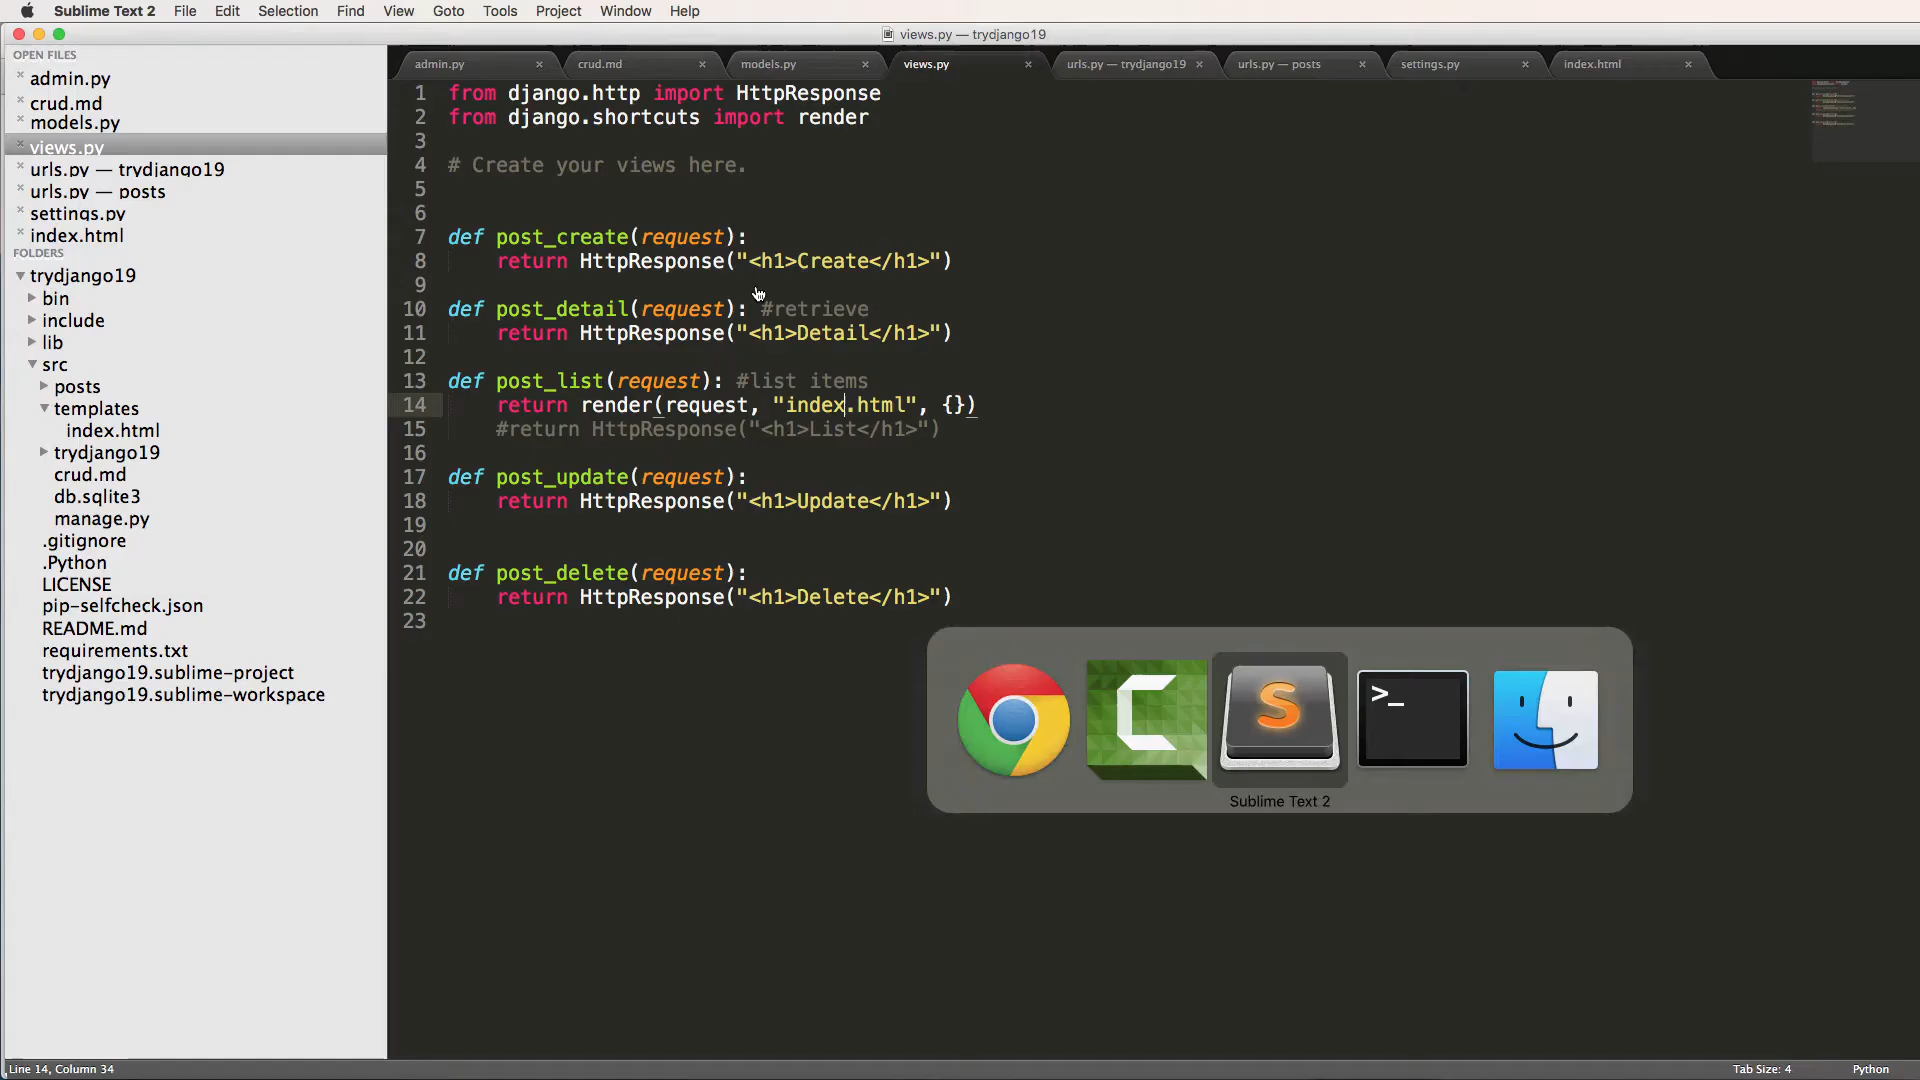 Sublime Text 2 File Edit Selection Find View Goto Tools Project Window Help
views.py — trydjango19
OPEN FILES
admin.py
crud.md
models.py
views.py
urls.py — trydjango19
urls.py — posts
settings.py
index.html
FOLDERS
trydjango19
bin
include
lib
src
posts
templates
index.html
trydjango19
crud.md
db.sqlite3
manage.py
.gitignore
.Python
LICENSE
pip-selfcheck.json
README.md
requirements.txt
trydjango19.sublime-project
trydjango19.sublime-workspace
admin.py crud.md models.py views.py urls.py — trydjango19 urls.py — posts settings.py index.html
1 from django.http import HttpResponse
2 from django.shortcuts import render
3
4 # Create your views here.
5
6
7 def post_create(request):
8 return HttpResponse("<h1>Create</h1>")
9
10 def post_detail(request): #retrieve
11 return HttpResponse("<h1>Detail</h1>")
12
13 def post_list(request): #list items
14 return render(request, "index.html", {})
15 #return HttpResponse("<h1>List</h1>")
16
17 def post_update(request):
18 return HttpResponse("<h1>Update</h1>")
19
20
21 def post_delete(request):
22 return HttpResponse("<h1>Delete</h1>")
23
S
>_
Sublime Text 2
Line 14, Column 34 Tab Size: 4 Python